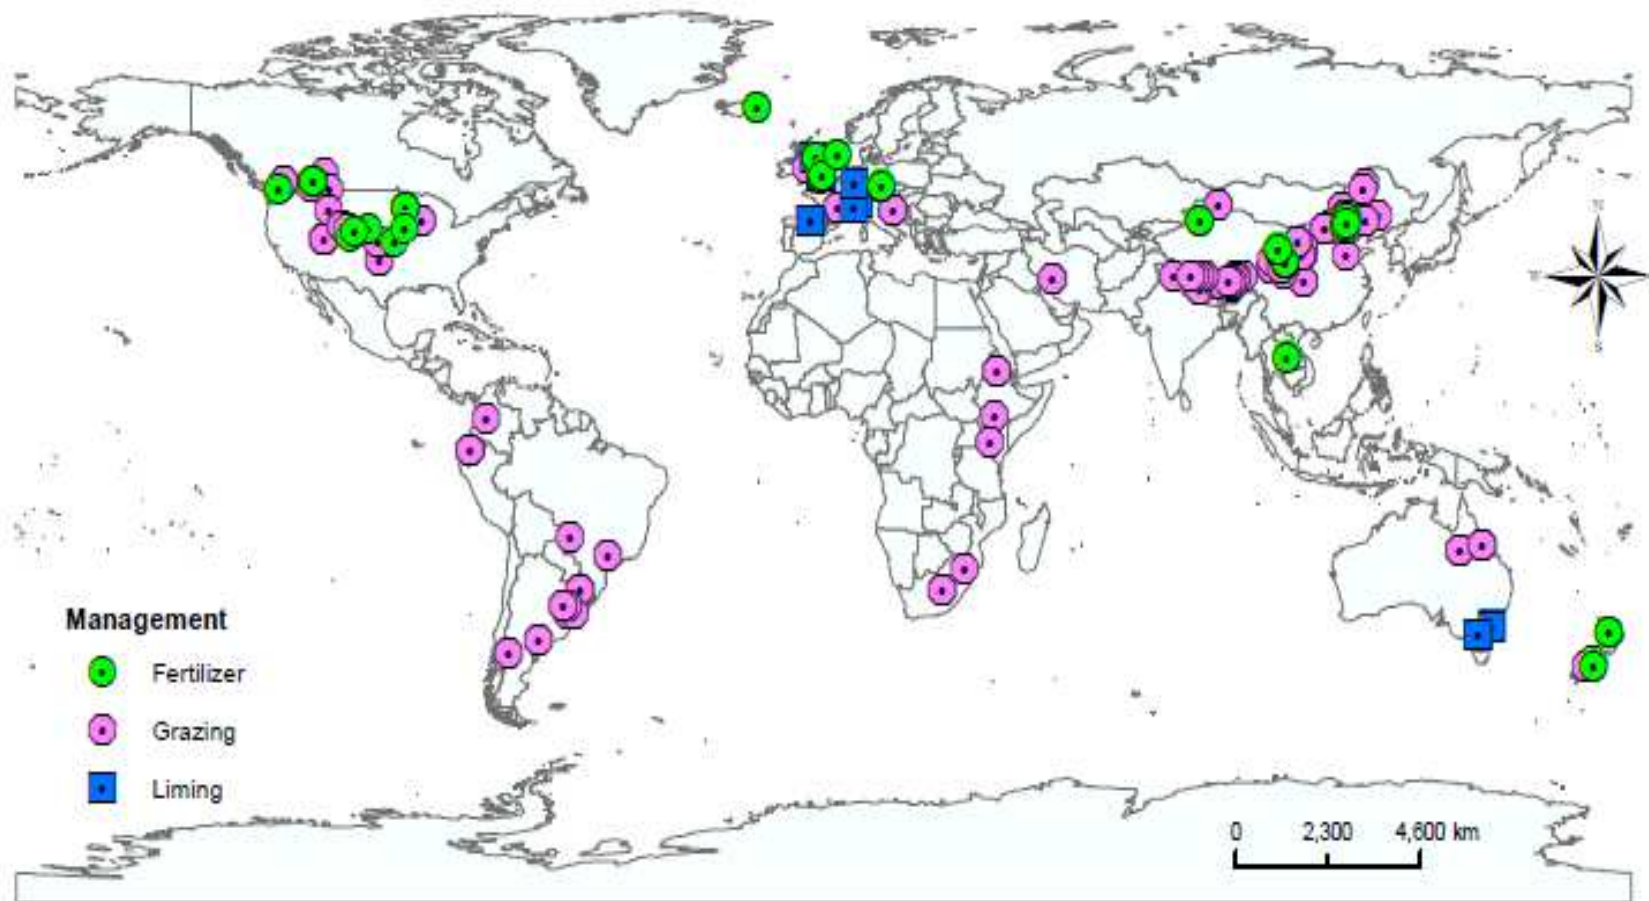 N
S
Management
Fertilizer
Grazing
Liming
0 2,300 4,600 km